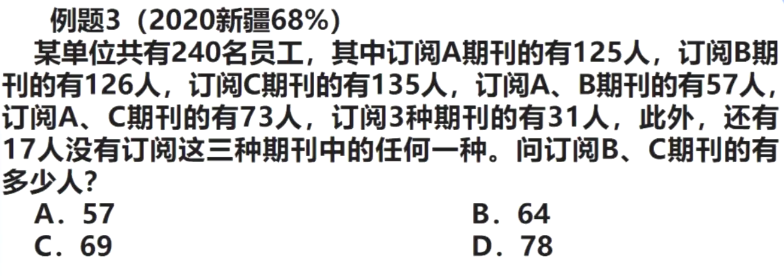 例题3（2020新疆68%）
某单位共有240名员工，其中订阅A期刊的有125人，订阅B期
刊的有126人，订阅C期刊的有135人，订阅A、B期刊的有57人，
订阅A、C期刊的有73人，订阅3种期刊的有31人，此外，还有
17人没有订阅这三种期刊中的任何一种。问订阅B、C期刊的有
多少人？
A．57 B．64
C．69 D．78